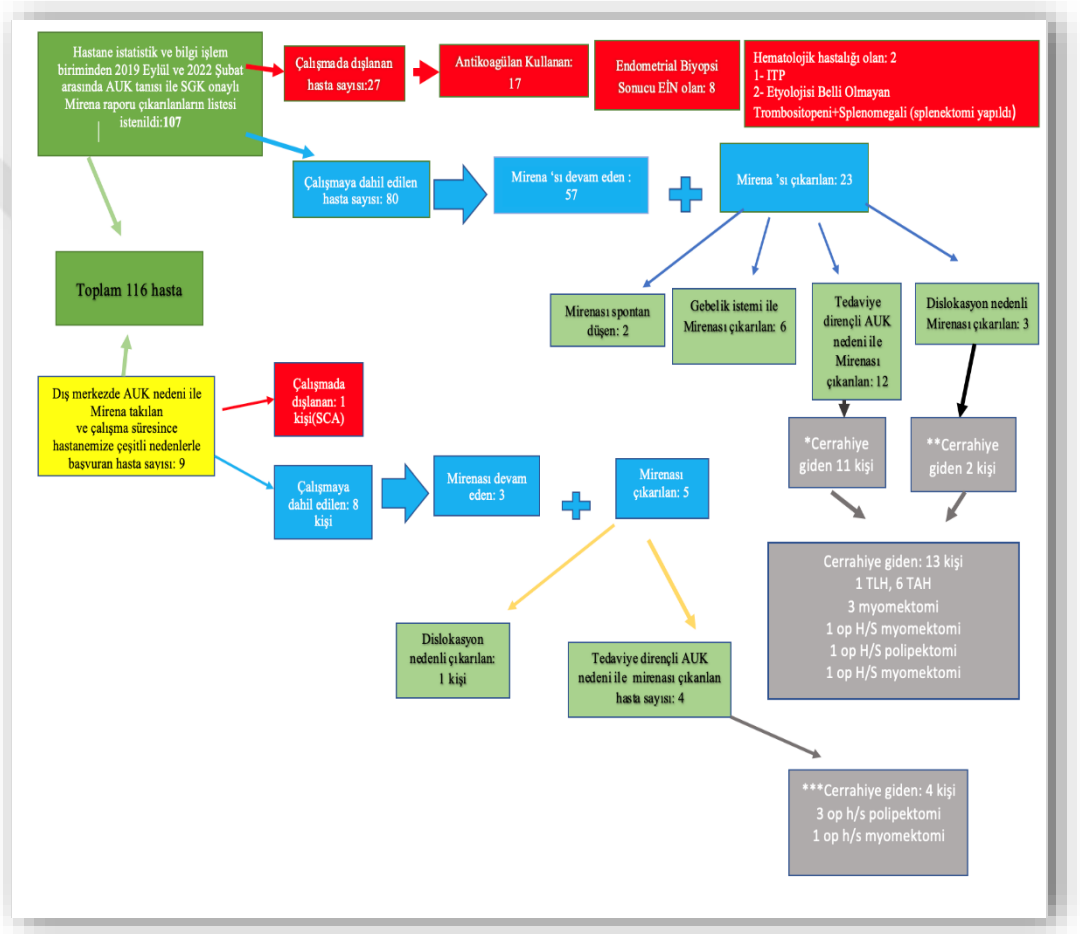 Hastane istatistik ve bilgi işlem
biriminden 2019 Eylül ve 2022 Şubat
arasında AUK tanısı ile SGK onaylı
Mirena raporu çıkarılanların listesi
istenildi:107
Çalışmada dışlanan
hasta sayısı:27
Antikoagülan Kullanan:
17
Endometrial Biyopsi
Sonucu EİN olan: 8
Hematolojik hastalığı olan: 2
1- ITP
2- Etyolojisi Belli Olmayan
Trombositopeni+Splenomegali (splenektomi yapıldı)
Çalışmaya dahil edilen
hasta sayısı: 80
Mirena ‘sı devam eden :
57
Mirena ’sı çıkarılan: 23
Toplam 116 hasta
Mirenası spontan
düşen: 2
Gebelik istemi ile
Mirenası çıkarılan: 6
Tedaviye
dirençli AUK
nedeni ile
Mirenası
çıkarılan: 12
Dislokasyon nedenli
Mirenası çıkarılan: 3
Dış merkezde AUK nedeni ile
Mirena takılan
ve çalışma süresince
hastanemize çeşitli nedenlerle
başvuran hasta sayısı: 9
Çalışmada
dışlanan: 1
kişi(SCA)
*Cerrahiye
giden 11 kişi
**Cerrahiye
giden 2 kişi
Çalışmaya
dahil edilen: 8
kişi
Mirenası devam
eden: 3
Mirenası
çıkarılan: 5
Cerrahiye giden: 13 kişi
1 TLH, 6 TAH
3 myomektomi
1 op H/S myomektomi
1 op H/S polipektomi
1 op H/S myomektomi
Dislokasyon
nedenli çıkarılan:
1 kişi
Tedaviye dirençli AUK
nedeni ile mirenası çıkarılan
hasta sayısı: 4
***Cerrahiye giden: 4 kişi
3 op h/s polipektomi
1 op h/s myomektomi